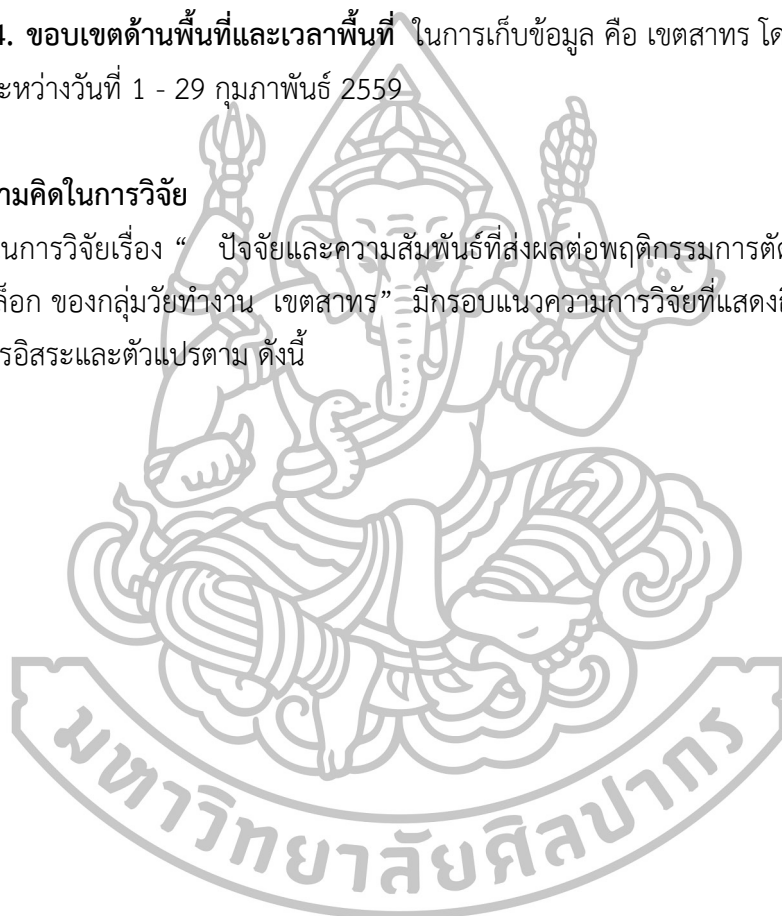 4. ขอบเขตด้านพื้นที่และเวลาพื้นที่ ในการเก็บข้อมูล คือ เขตสาทร โด
ะหว่างวันที่ 1 - 29 กุมภาพันธ์ 2559
ามคิดในการวิจัย
นการวิจัยเรื่อง “ ปัจจัยและความสัมพันธ์ที่ส่งผลต่อพฤติกรรมการตัด
ล็อก ของกลุ่มวัยทำงาน เขตสาทร” มีกรอบแนวความการวิจัยที่แสดง
รอิสระและตัวแปรตาม ดังนี้
มหาวิทยาลัยศิลปากร